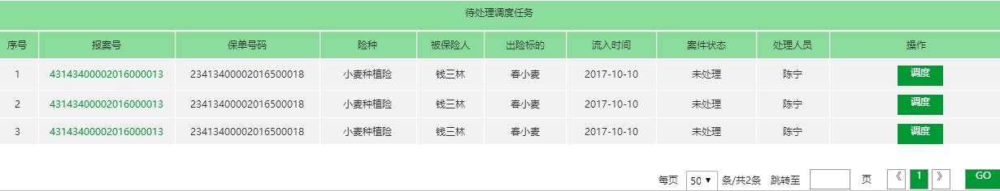 待处理调度任务
序号 报案号 保单号码 险种 被保险人 出险标的 流入时间 案件状态 处理人员 操作
1 43143400002016000013 23413400002016500018 小麦种植险 钱三林 春小麦 2017-10-10 未处理 陈宁 调度
2 43143400002016000013 23413400002016500018 小麦种植险 钱三林 春小麦 2017-10-10 未处理 陈宁 调度
3 43143400002016000013 23413400002016500018 小麦种植险 钱三林 春小麦 2017-10-10 未处理 陈宁 调度
每页 50 条/共2条 跳转至 页 《 1 》 GO